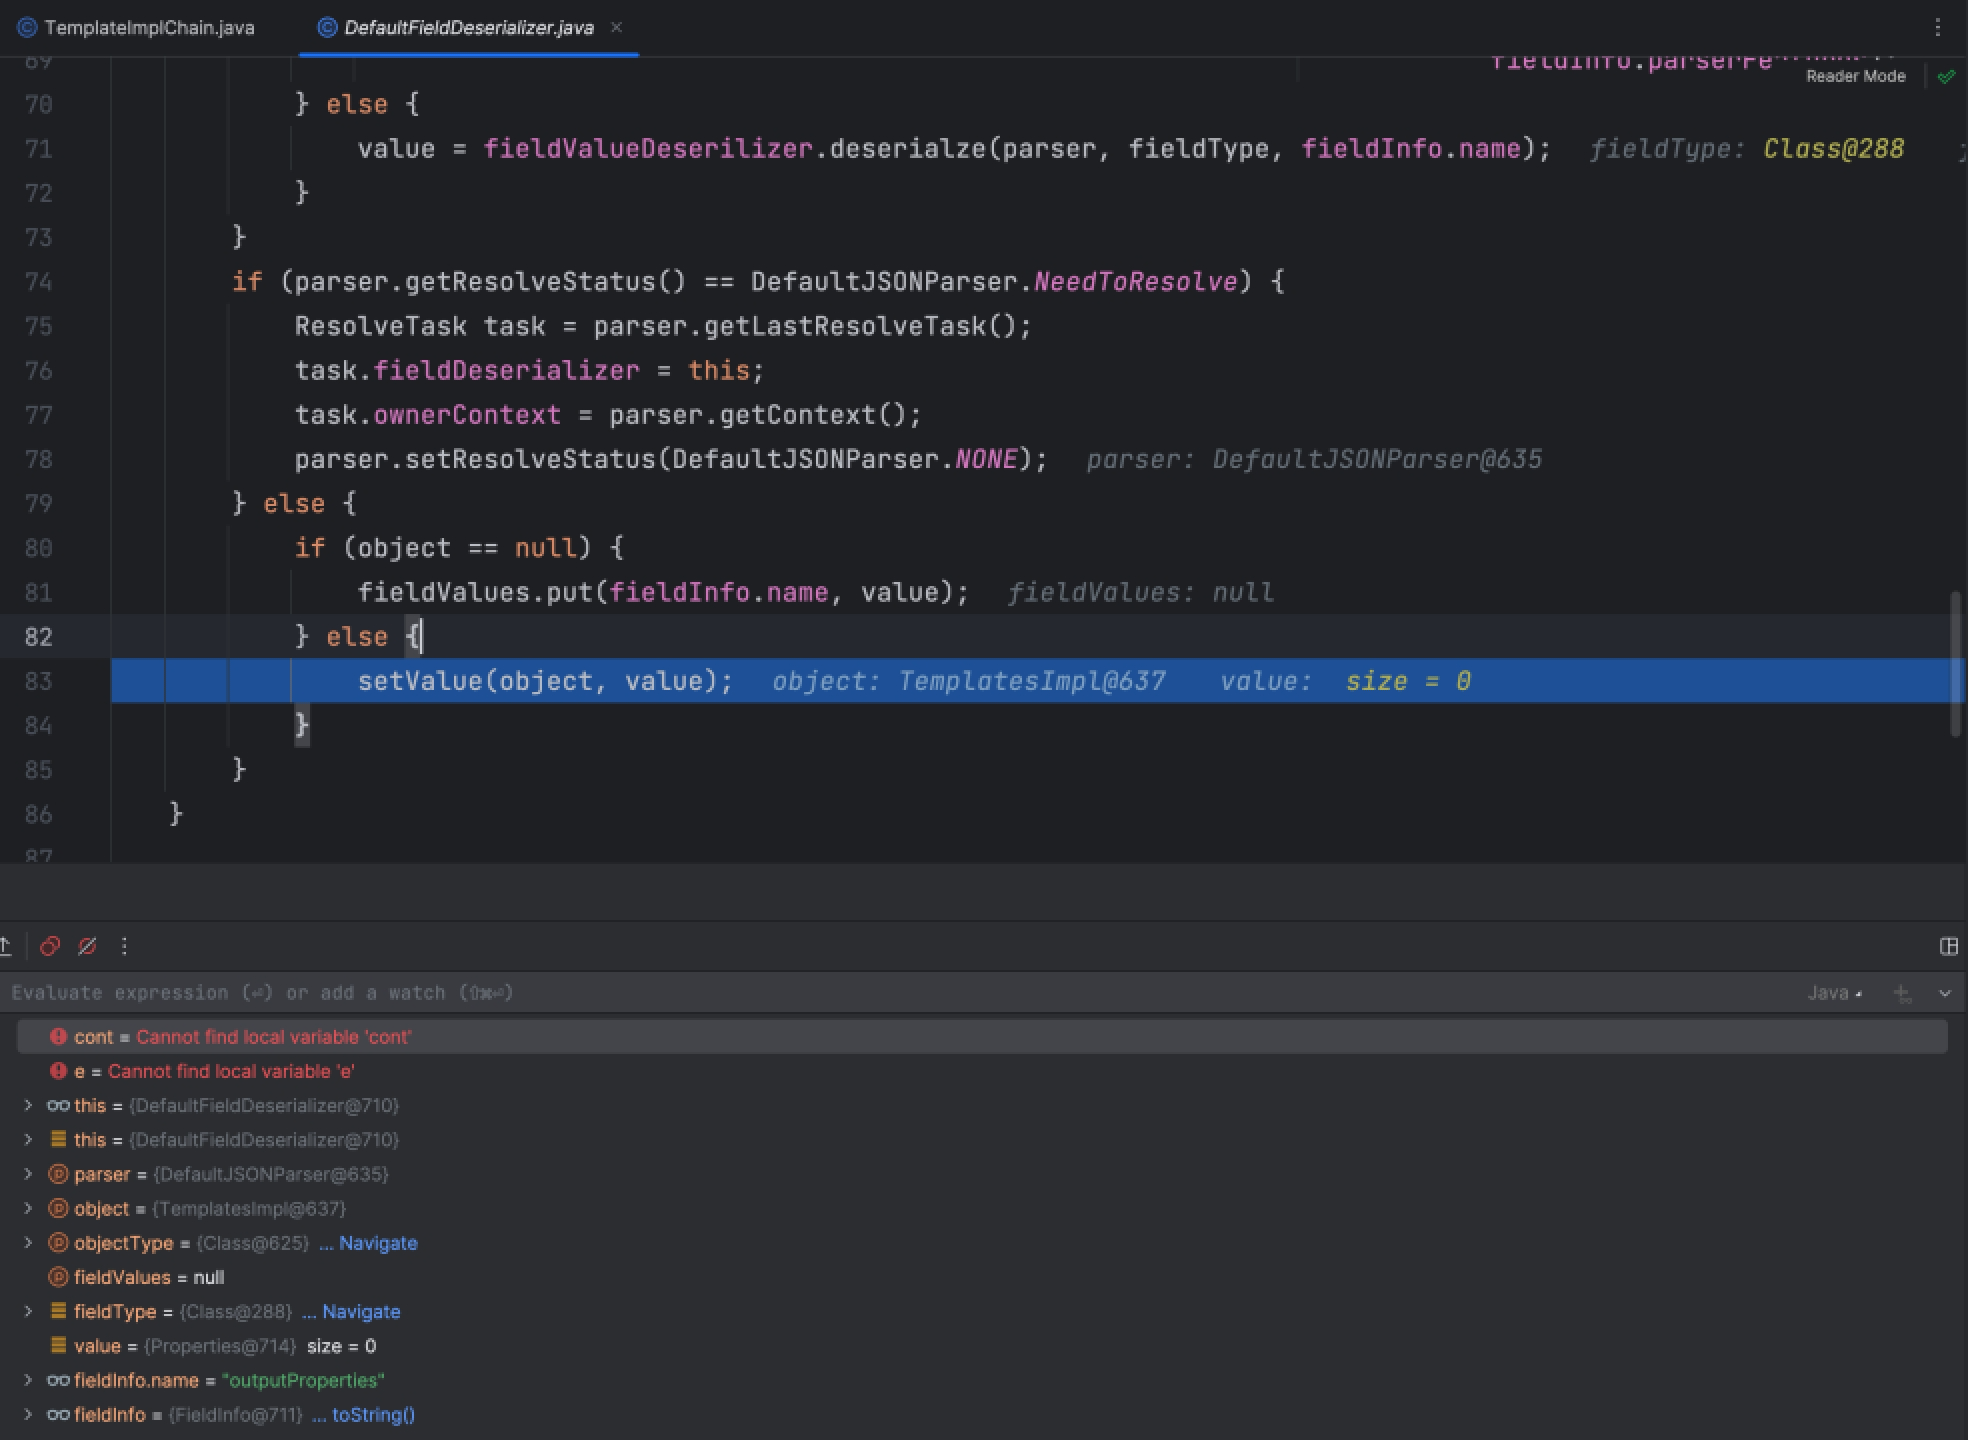 TemplateImplChain.java DefaultFieldDeserializer.java
69 fieldInfo.parserFe
Reader Mode
70 } else {
71 value = fieldValueDeserilizer.deserialze(parser, fieldType, fieldInfo.name); fieldType: Class@288
72 }
73 }
74 if (parser.getResolveStatus() == DefaultJSONParser.NeedToResolve) {
75 ResolveTask task = parser.getLastResolveTask();
76 task.fieldDeserializer = this;
77 task.ownerContext = parser.getContext();
78 parser.setResolveStatus(DefaultJSONParser.NONE); parser: DefaultJSONParser@635
79 } else {
80 if (object == null) {
81 fieldValues.put(fieldInfo.name, value); fieldValues: null
82 } else {
83 setValue(object, value); object: TemplatesImpl@637 value: size = 0
84 }
85 }
86 }
87
Evaluate expression (⏎) or add a watch (⇧⌘⏎) Java
cont = Cannot find local variable 'cont'
e = Cannot find local variable 'e'
this = {DefaultFieldDeserializer@710}
this = {DefaultFieldDeserializer@710}
parser = {DefaultJSONParser@635}
object = {TemplatesImpl@637}
objectType = {Class@625} ... Navigate
fieldValues = null
fieldType = {Class@288} ... Navigate
value = {Properties@714} size = 0
fieldInfo.name = "outputProperties"
fieldInfo = {FieldInfo@711} ... toString()